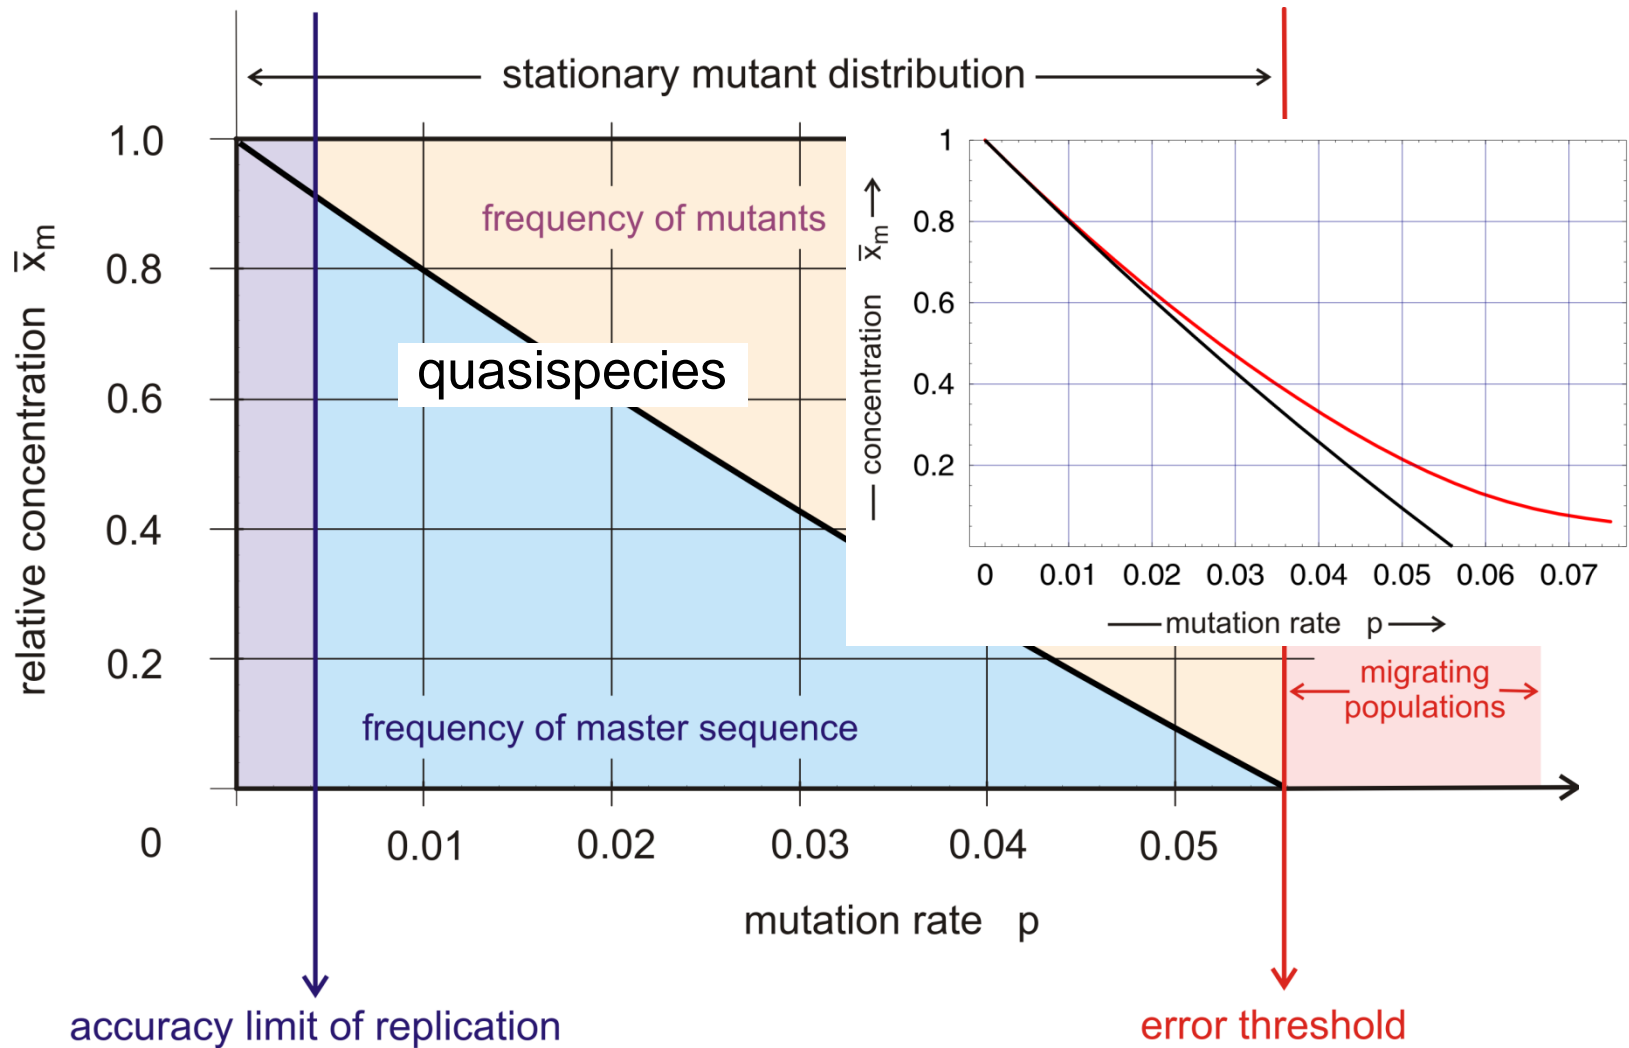 stationary mutant distribution
1.0
0.8
0.6
0.4
0.2
0
relative concentration x̅m
frequency of mutants
quasispecies
frequency of master sequence
0.01 0.02 0.03 0.04 0.05
mutation rate p
accuracy limit of replication
error threshold
migrating
populations
1
0.8
0.6
0.4
0.2
concentration x̅m
0 0.01 0.02 0.03 0.04 0.05 0.06 0.07
mutation rate p